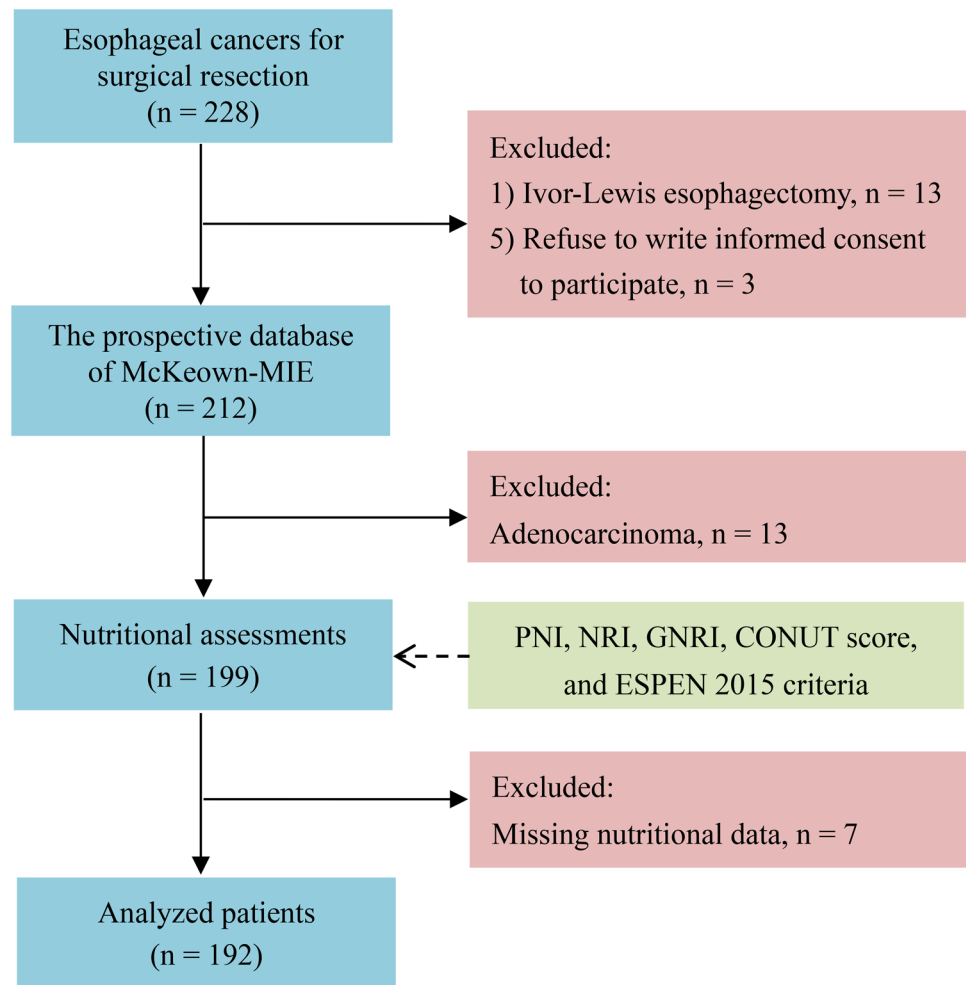 Esophageal cancers for
surgical resection
(n = 228)
Excluded:
1) Ivor-Lewis esophagectomy, n = 13
5) Refuse to write informed consent
to participate, n = 3
The prospective database
of McKeown-MIE
(n = 212)
Excluded:
Adenocarcinoma, n = 13
Nutritional assessments
(n = 199)
PNI, NRI, GNRI, CONUT score,
and ESPEN 2015 criteria
Excluded:
Missing nutritional data, n = 7
Analyzed patients
(n = 192)